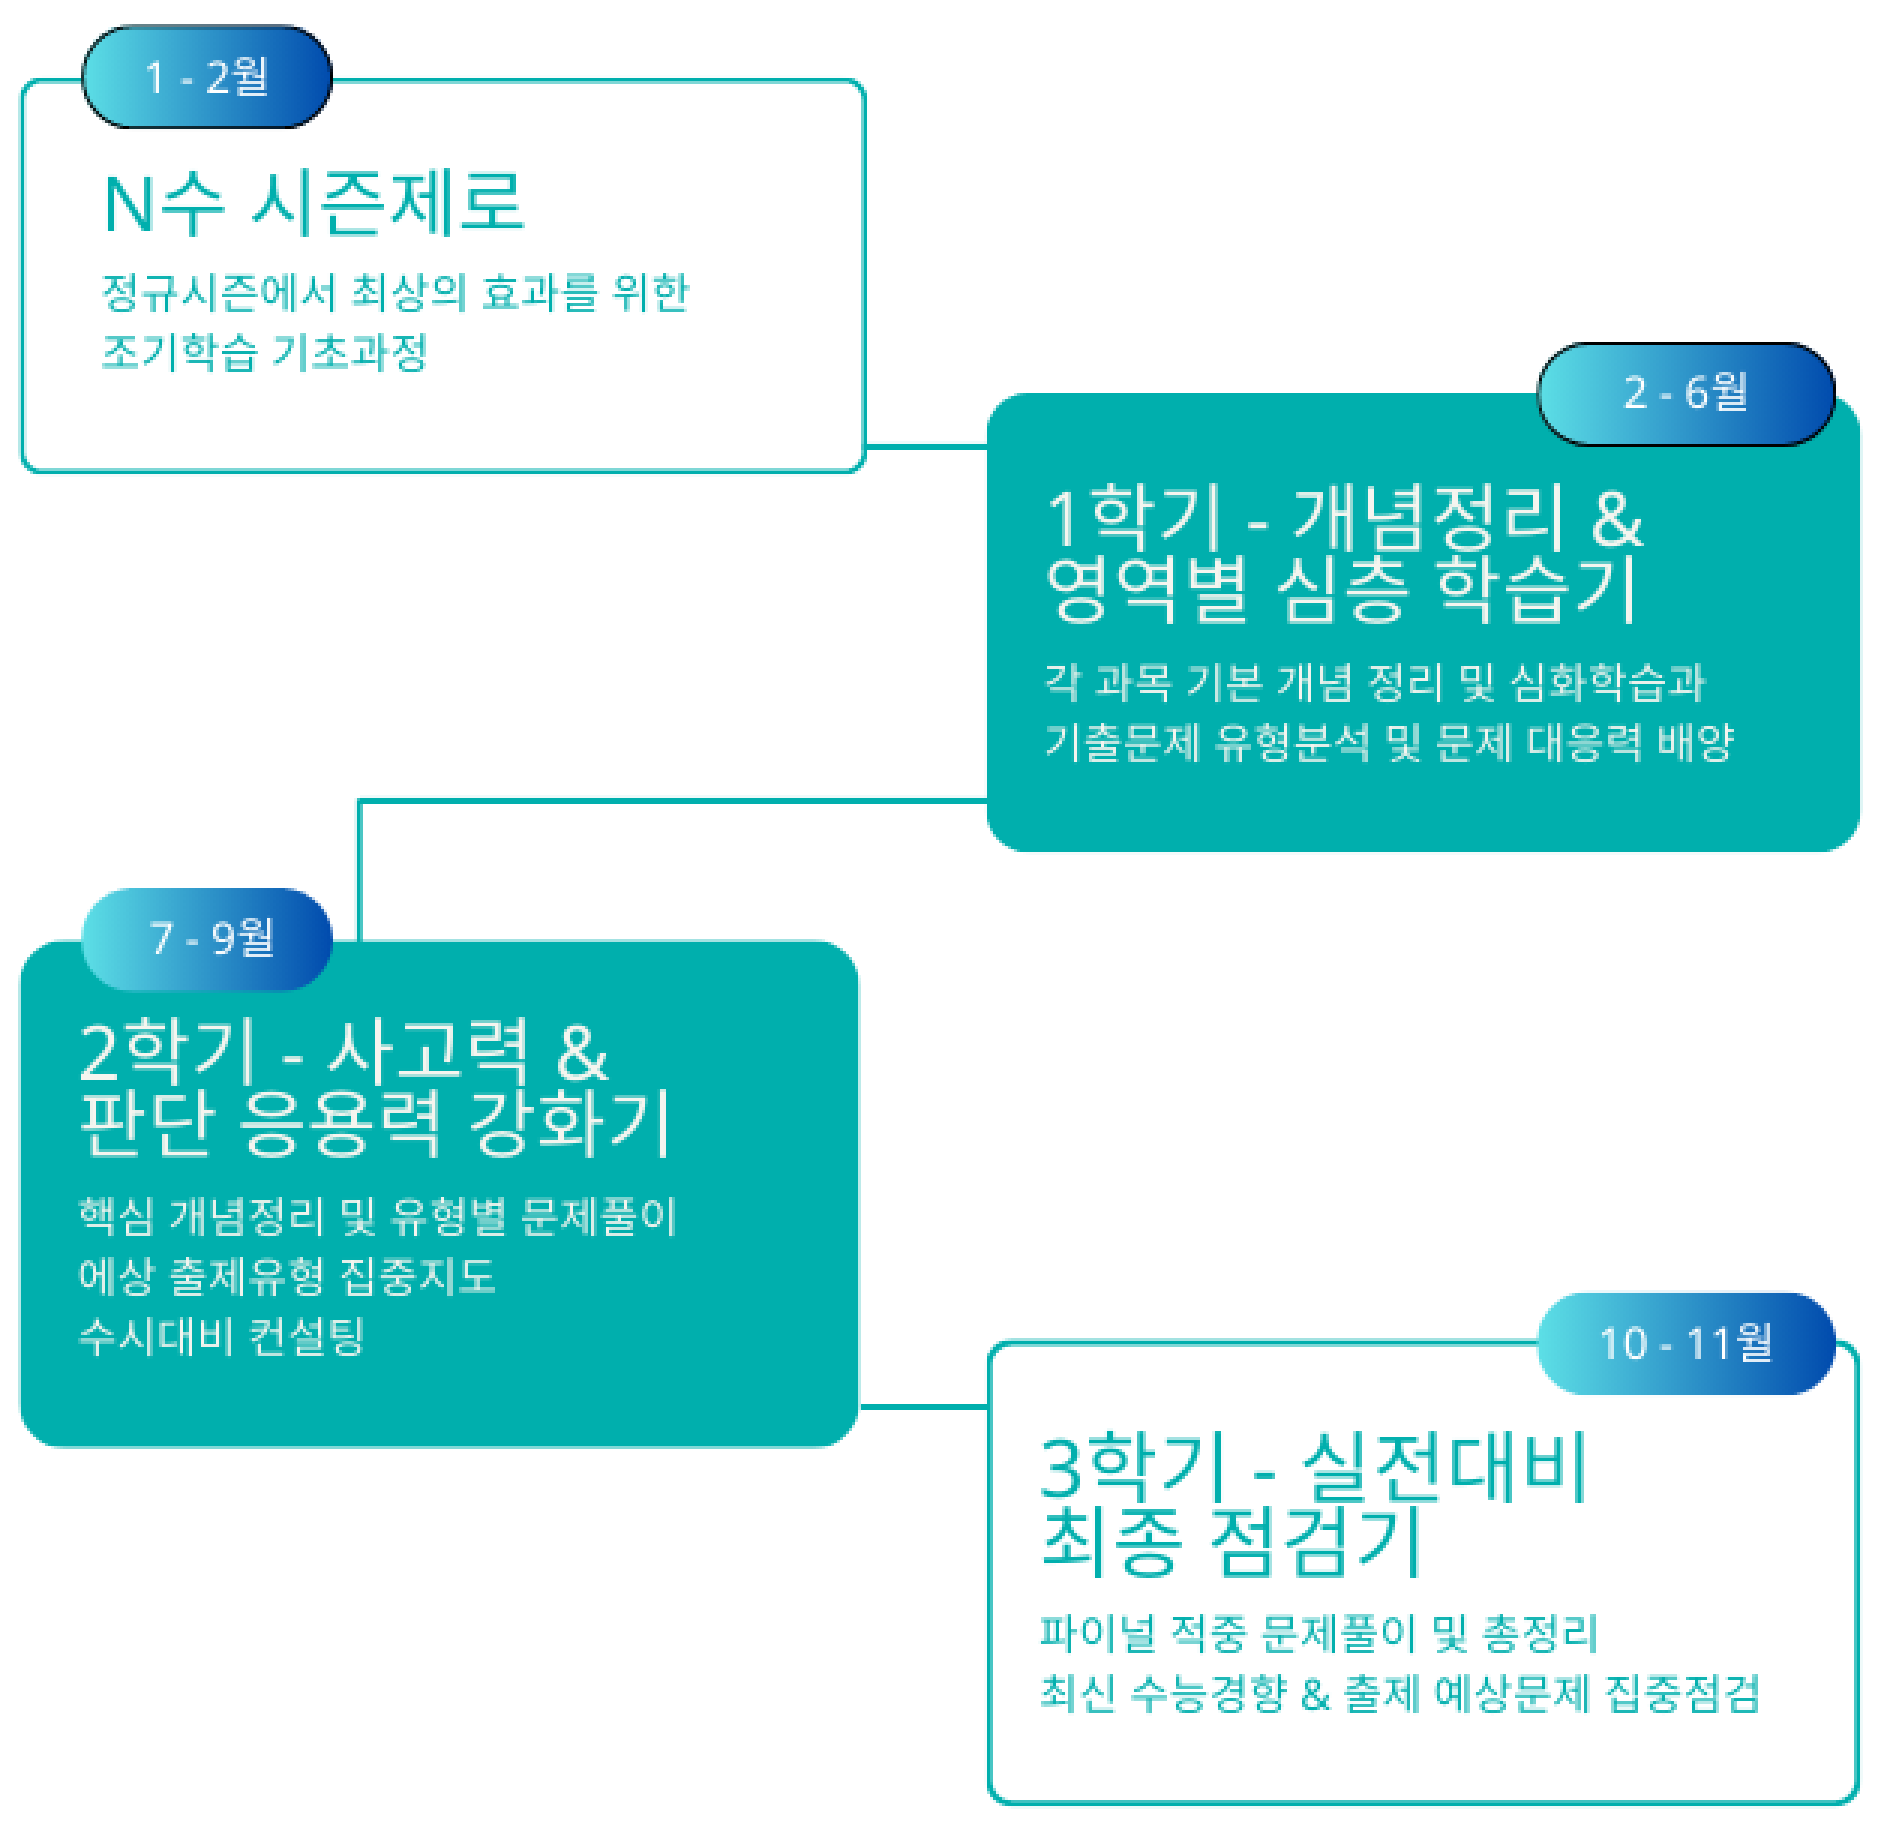 1 - 2월
N수 시즌제로
정규시즌에서 최상의 효과를 위한
조기학습 기초과정
2 - 6월
1학기 - 개념정리 &
영역별 심층 학습기
각 과목 기본 개념 정리 및 심화학습과
기출문제 유형분석 및 문제 대응력 배양
7 - 9월
2학기 - 사고력 &
판단 응용력 강화기
핵심 개념정리 및 유형별 문제풀이
에상 출제유형 집중지도
수시대비 컨설팅
10 - 11월
3학기 - 실전대비
최종 점검기
파이널 적중 문제풀이 및 총정리
최신 수능경향 & 출제 예상문제 집중점검